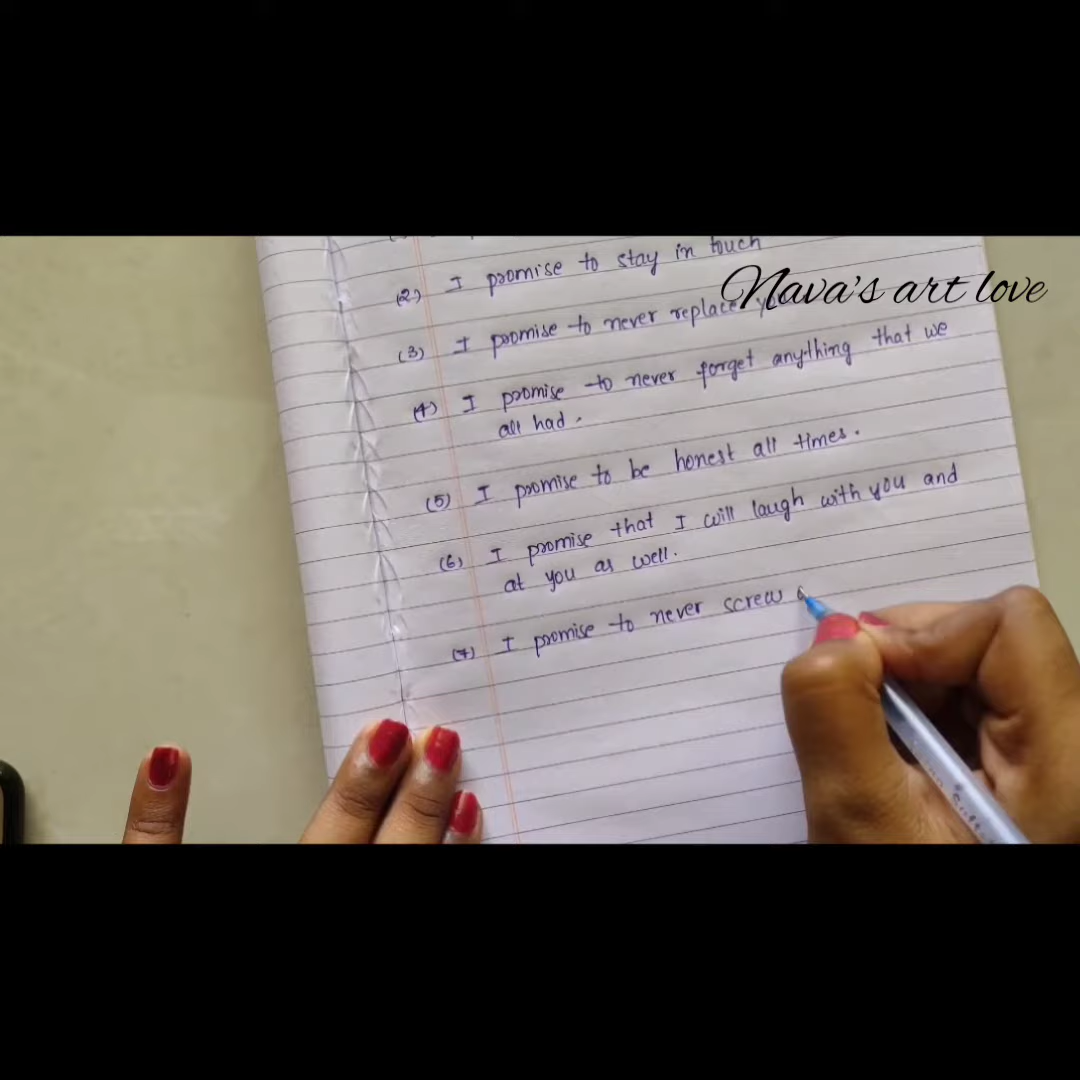 (2) I promise to stay in touch
Nava's art love
(3) I promise to never replace you
(4) I promise to never forget anything that we
all had.
(5) I promise to be honest all times.
(6) I promise that I will laugh with you and
at you as well.
(7) I promise to never screw